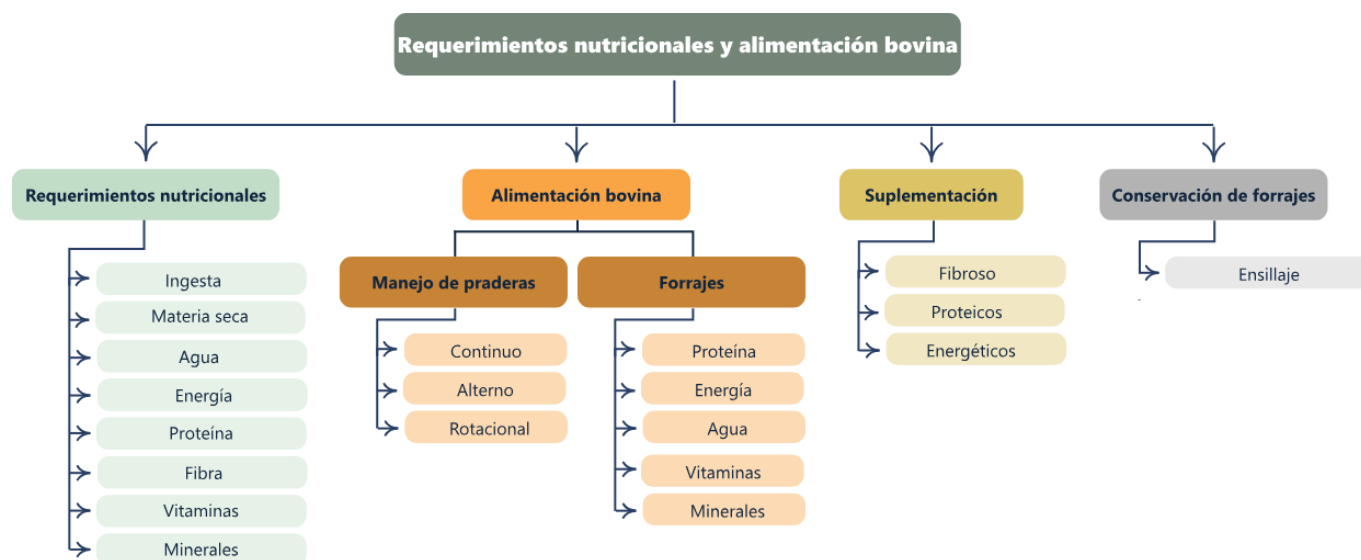 Requerimientos nutricionales y alimentación bovina
Requerimientos nutricionales
Ingesta
Materia seca
Agua
Energía
Proteína
Fibra
Vitaminas
Minerales
Alimentación bovina
Manejo de praderas
Continuo
Alterno
Rotacional
Forrajes
Proteína
Energía
Agua
Vitaminas
Minerales
Suplementación
Fibroso
Proteicos
Energéticos
Conservación de forrajes
Ensillaje